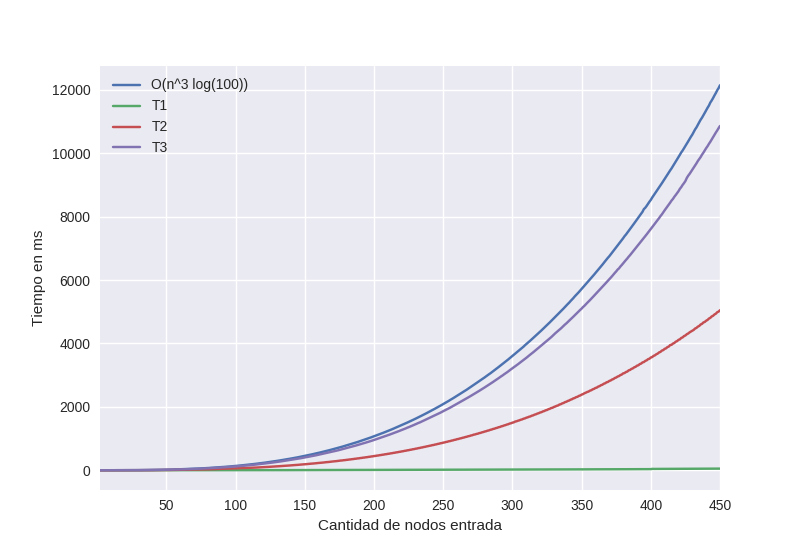 O(n^3 log(100))
T1
T2
T3
12000
10000
8000
6000
4000
2000
0
Tiempo en ms
50 100 150 200 250 300 350 400 450
Cantidad de nodos entrada